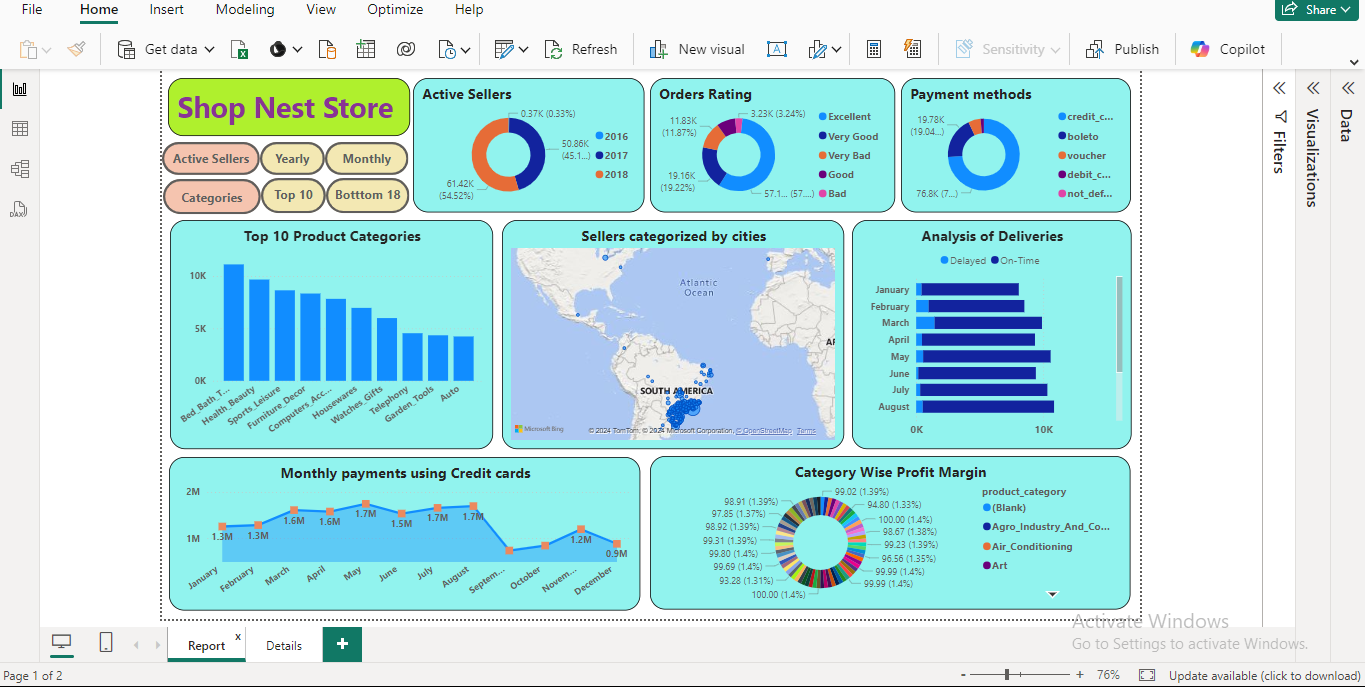 File Home Insert Modeling View Optimize Help
Share
Get data Refresh New visual Sensitivity Publish Copilot
Shop Nest Store
Active Sellers Yearly Monthly
Categories Top 10 Botttom 18
Active Sellers
0.37K (0.33%)
50.86K
(45.1...)
61.42K
(54.52%)
2016
2017
2018
Orders Rating
3.23K (3.24%)
11.83K
(11.87%)
19.16K
(19.22%)
57.1... (57....)
Excellent
Very Good
Very Bad
Good
Bad
Payment methods
19.78K
(19.04...)
76.8K (7...)
credit_c...
boleto
voucher
debit_c...
not_def...
Top 10 Product Categories
10K
5K
0K
Bed_Bath_T...
Health_Beauty
Sports_Leisure
Furniture_Decor
Computers_Acc...
Housewares
Watches_Gifts
Telephony
Garden_Tools
Auto
Sellers categorized by cities
Atlantic
Ocean
AF
SOUTH AMERICA
Microsoft Bing
© 2024 TomTom, © 2024 Microsoft Corporation, © OpenStreetMap Terms
Analysis of Deliveries
Delayed On-Time
January
February
March
April
May
June
July
August
0K 10K
Monthly payments using Credit cards
2M
1M
1.3M 1.3M 1.6M 1.6M 1.7M 1.5M 1.7M 1.7M 1.2M 0.9M
January February March April May June July August Septem... October Novem... December
Category Wise Profit Margin
99.02 (1.39%)
94.80 (1.33%)
100.00 (1.4%)
98.67 (1.38%)
99.23 (1.39%)
96.56 (1.35%)
99.99 (1.4%)
99.99 (1.4%)
98.91 (1.39%)
97.85 (1.37%)
98.92 (1.39%)
99.31 (1.39%)
99.80 (1.4%)
99.69 (1.4%)
93.28 (1.31%)
100.00 (1.4%)
product_category
(Blank)
Agro_Industry_And_Co...
Air_Conditioning
Art
Filters
Visualizations
Data
Activate Windows
Go to Settings to activate Windows.
Report x Details +
Page 1 of 2
- + 76% Update available (click to download)